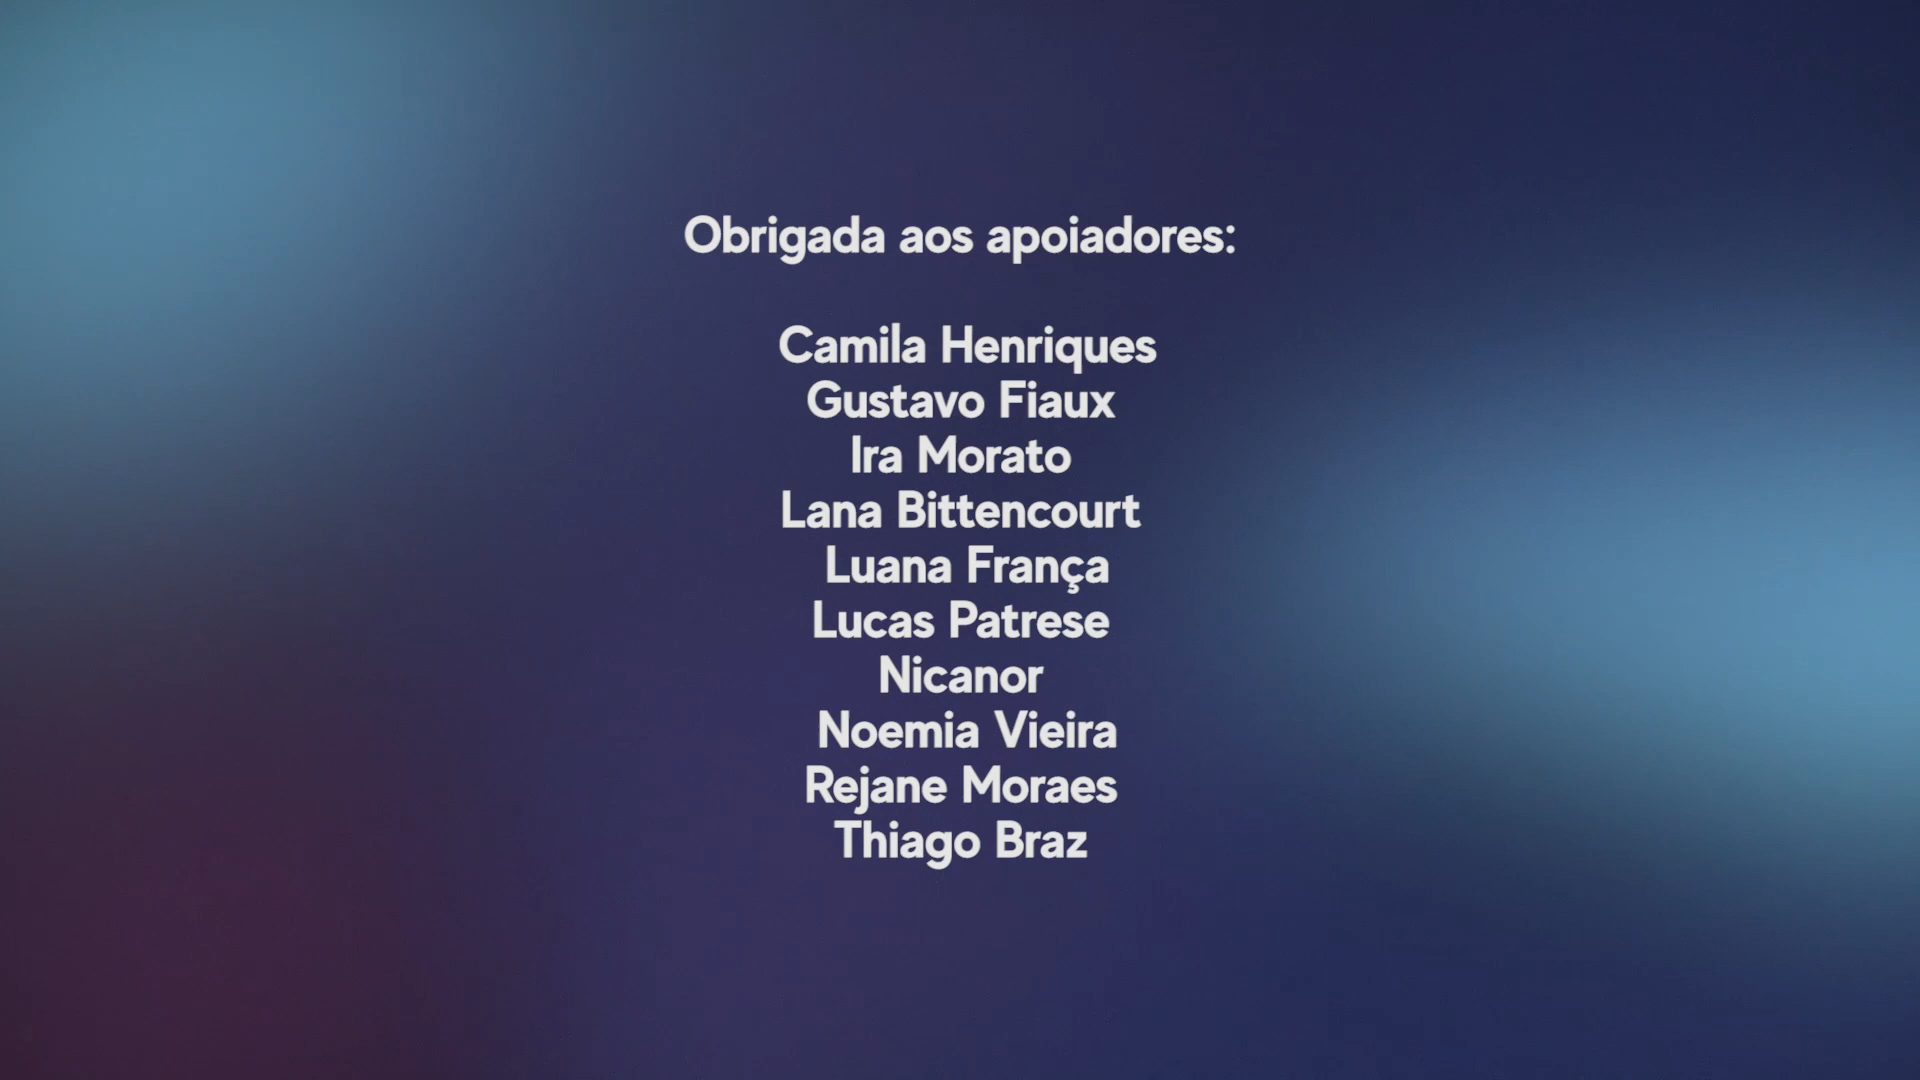 Obrigada aos apoiadores:
Camila Henriques
Gustavo Fiaux
Ira Morato
Lana Bittencourt
Luana França
Lucas Patrese
Nicanor
Noemia Vieira
Rejane Moraes
Thiago Braz